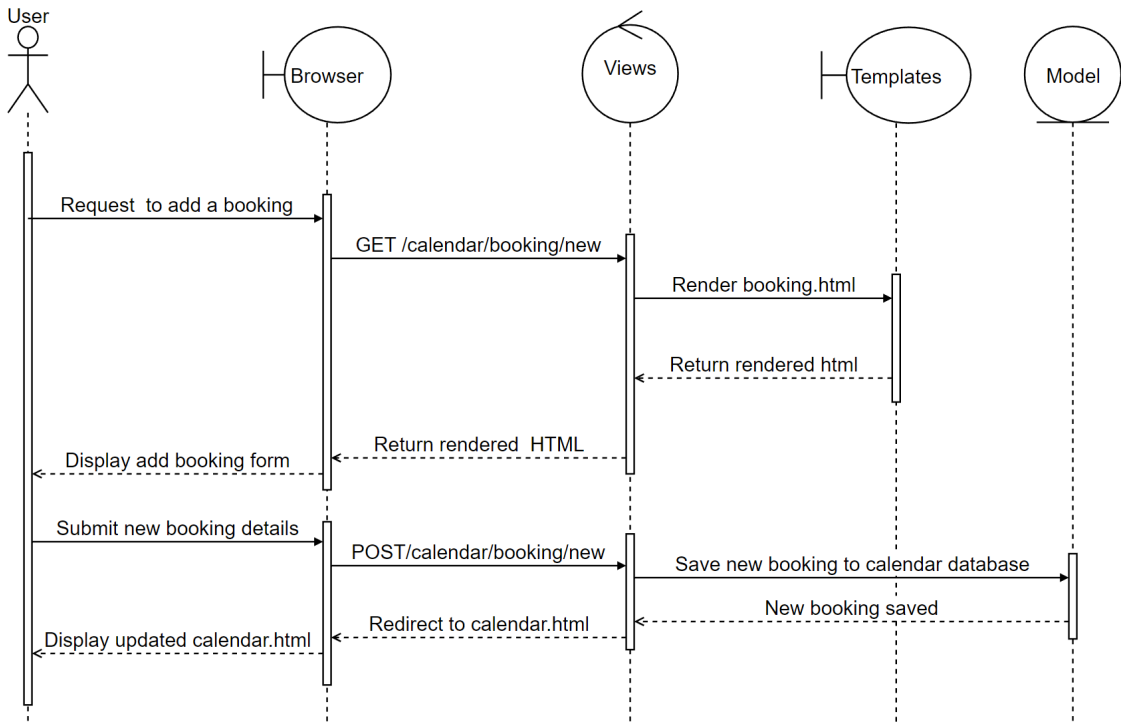 User
Browser
Views
Templates
Model
Request  to add a booking
GET /calendar/booking/new
Render booking.html
Return rendered html
Return rendered  HTML
Display add booking form
Submit new booking details
POST/calendar/booking/new
Save new booking to calendar database
New booking saved
Redirect to calendar.html
Display updated calendar.html